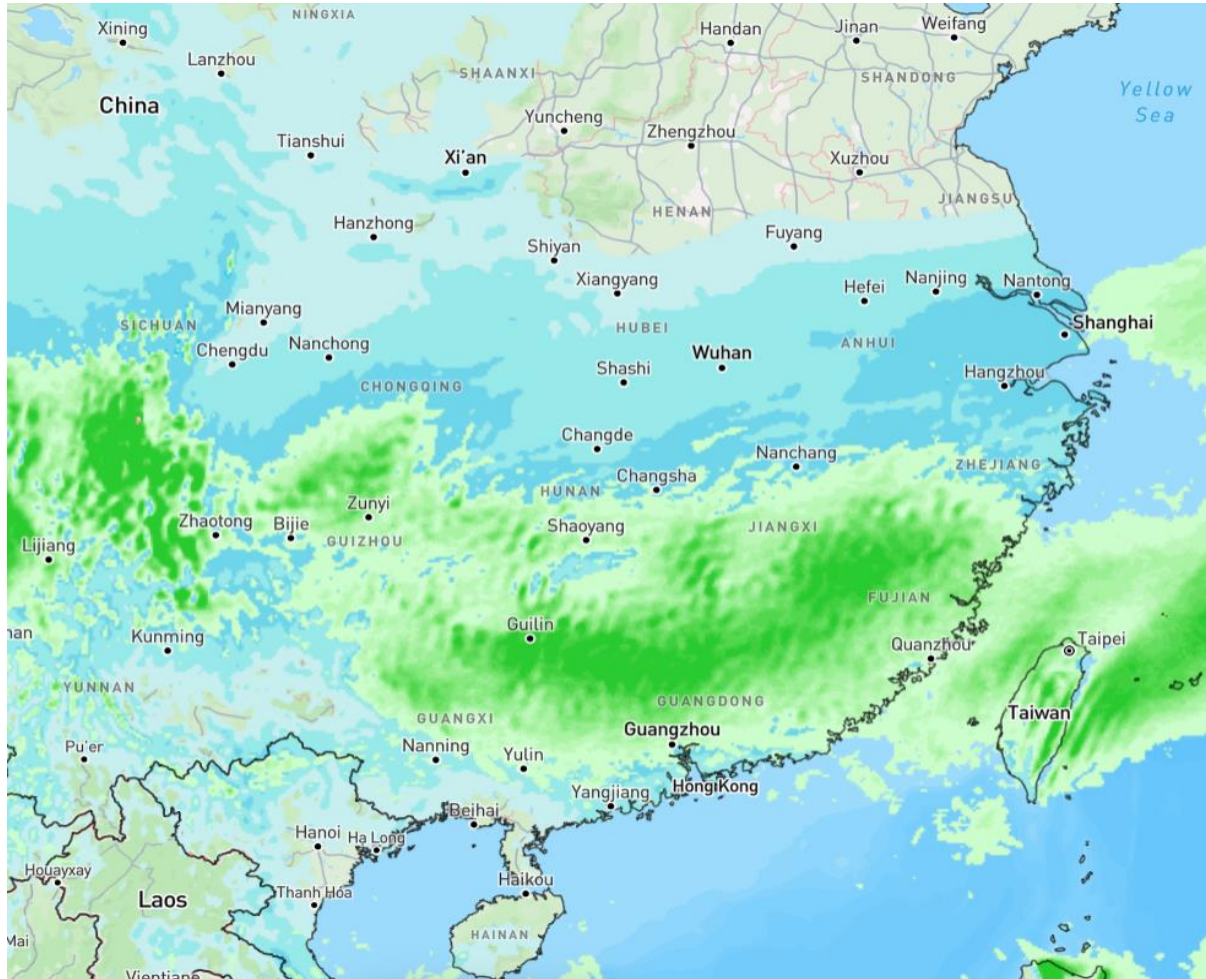 NINGXIA
Xining
Handan
Jinan
Weifang
Lanzhou
SHAANXI
SHANDONG
China
Yellow
Sea
Yuncheng
Zhengzhou
Tianshui
Xi'an
Xuzhou
JIANGSU
HENAN
Hanzhong
Shiyan
Fuyang
Xiangyang
Hefei
Nanjing
Nantong
Mianyang
SICHUAN
HUBEI
Shanghai
Chengdu
Nanchong
Wuhan
ANHUI
Shashi
Hangzhou
CHONGQING
Changde
Nanchang
ZHEJIANG
Changsha
HUNAN
Zunyi
Zhaotong
Bijie
Shaoyang
JIANGXI
GUIZHOU
Lijiang
FUJIAN
Guilin
nan
Kunming
Quanzhou
Taipei
YUNNAN
GUANGDONG
Taiwan
GUANGXI
Guangzhou
Pu'er
Nanning
Yulin
Yangjiang
Hong Kong
Beihai
Hanoi
Ha Long
Houayxay
Laos
Thanh Hóa
Haikou
HAINAN
Mai
Vientiane